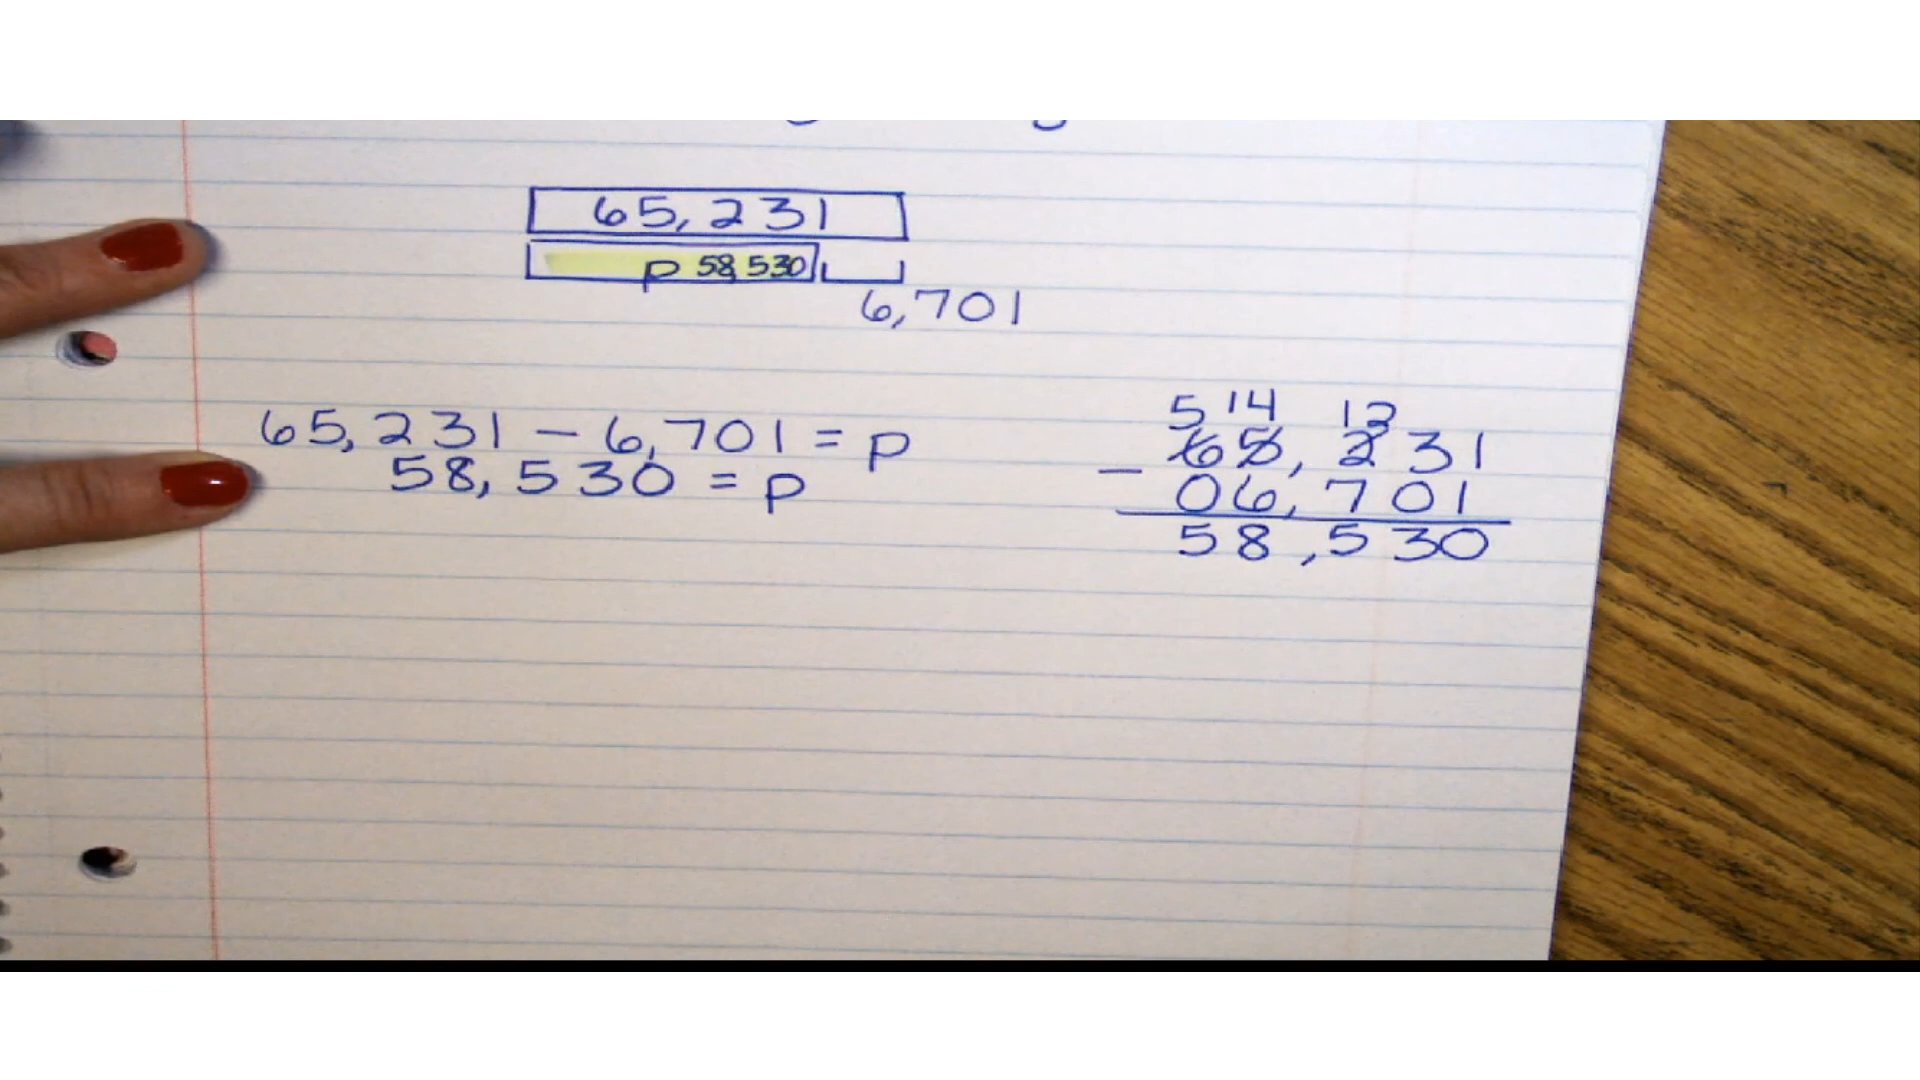 65,231
p 58,530
6,701
65,231 - 6,701 = p
58,530 = p
5 14 12
65,231
- 06,701
58,530